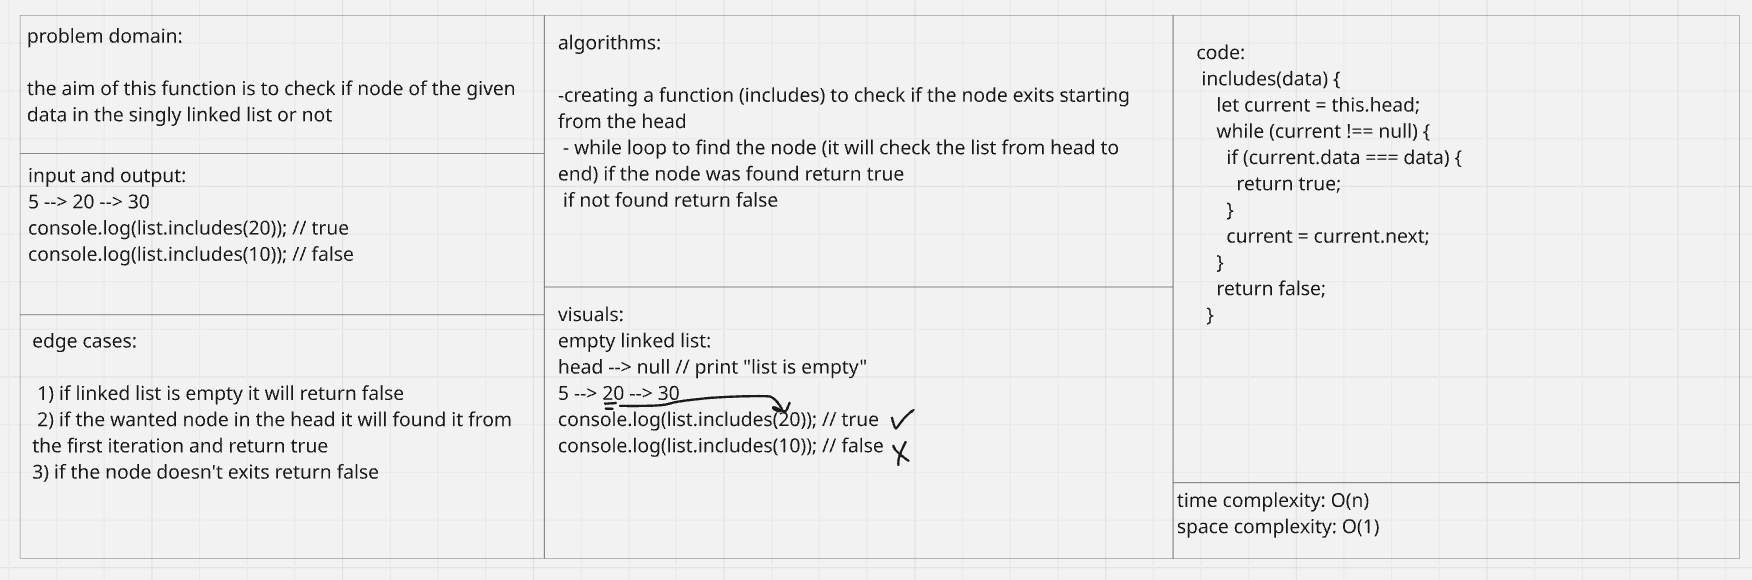 problem domain:
the aim of this function is to check if node of the given
data in the singly linked list or not
input and output:
5 --> 20 --> 30
console.log(list.includes(20)); // true
console.log(list.includes(10)); // false
edge cases:
1) if linked list is empty it will return false
2) if the wanted node in the head it will found it from
the first iteration and return true
3) if the node doesn't exits return false
algorithms:
-creating a function (includes) to check if the node exits starting
from the head
- while loop to find the node (it will check the list from head to
end) if the node was found return true
if not found return false
visuals:
empty linked list:
head --> null // print "list is empty"
5 --> 20 --> 30
console.log(list.includes(20)); // true
console.log(list.includes(10)); // false
code:
includes(data) {
let current = this.head;
while (current !== null) {
if (current.data === data) {
return true;
}
current = current.next;
}
return false;
}
time complexity: O(n)
space complexity: O(1)